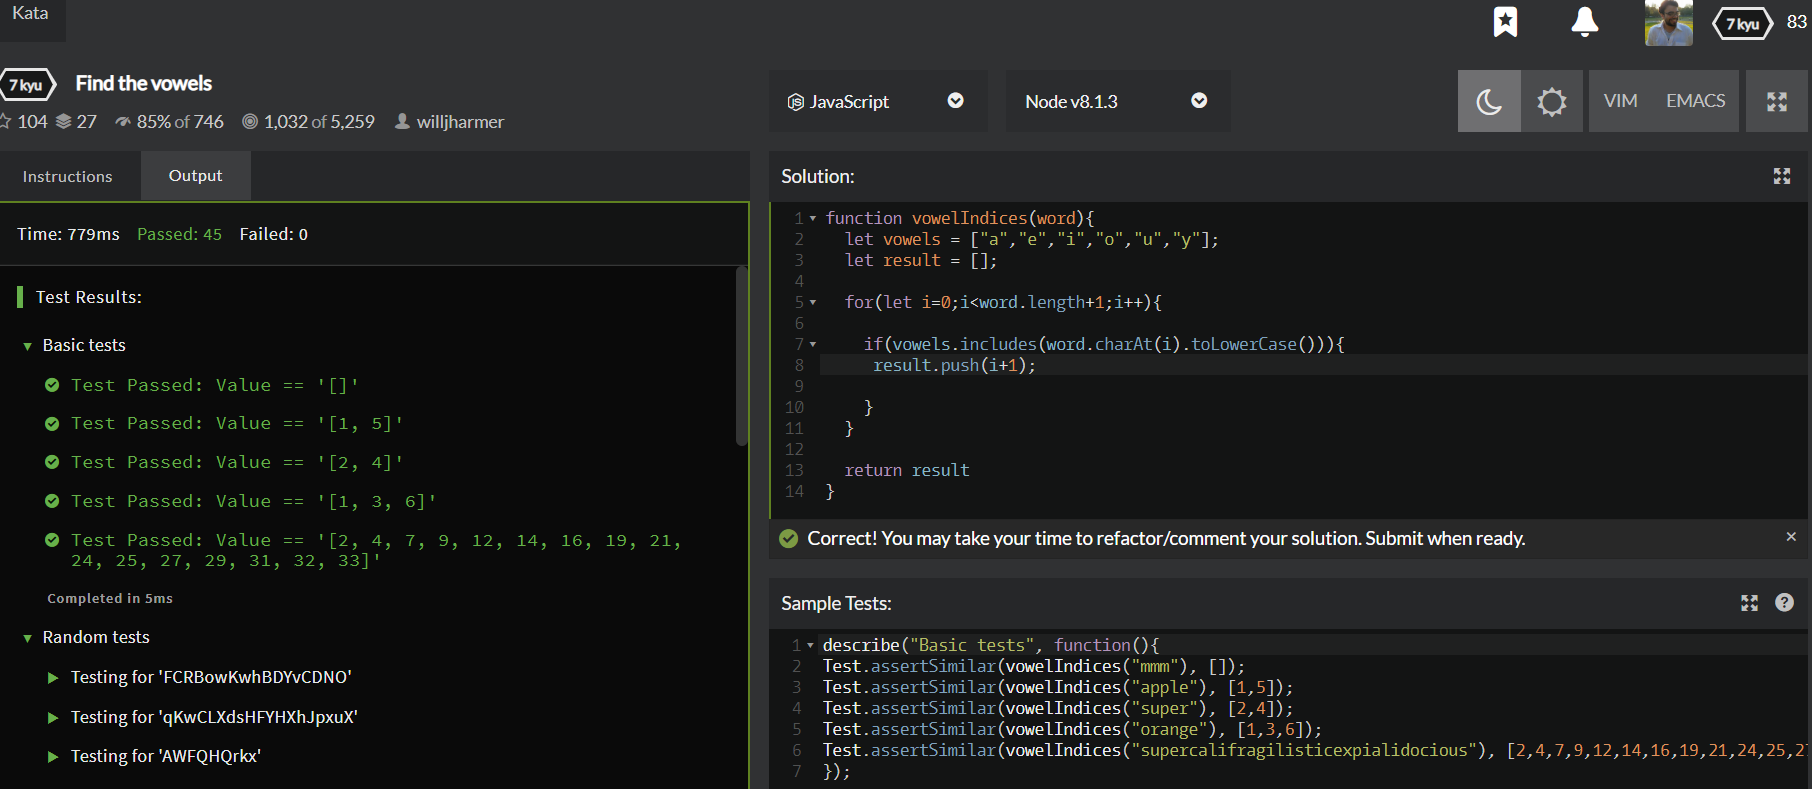 Kata
7 kyu 83
7 kyu Find the vowels
104 27 85% of 746 1,032 of 5,259 willjharmer
JavaScript
Node v8.1.3
VIM EMACS
Instructions Output
Time: 779ms Passed: 45 Failed: 0
Test Results:
Basic tests
Test Passed: Value == '[]'
Test Passed: Value == '[1, 5]'
Test Passed: Value == '[2, 4]'
Test Passed: Value == '[1, 3, 6]'
Test Passed: Value == '[2, 4, 7, 9, 12, 14, 16, 19, 21,
24, 25, 27, 29, 31, 32, 33]'
Completed in 5ms
Random tests
Testing for 'FCRBowKwhBDYvCDNO'
Testing for 'qKwCLXdsHFYHXhJpxuX'
Testing for 'AWFQHQrkx'
Solution:
1 function vowelIndices(word){
2 let vowels = ["a","e","i","o","u","y"];
3 let result = [];
4
5 for(let i=0;i<word.length+1;i++){
6
7 if(vowels.includes(word.charAt(i).toLowerCase())){
8 result.push(i+1);
9
10 }
11 }
12
13 return result
14 }
Correct! You may take your time to refactor/comment your solution. Submit when ready. ×
Sample Tests: ?
1 describe("Basic tests", function(){
2 Test.assertSimilar(vowelIndices("mmm"), []);
3 Test.assertSimilar(vowelIndices("apple"), [1,5]);
4 Test.assertSimilar(vowelIndices("super"), [2,4]);
5 Test.assertSimilar(vowelIndices("orange"), [1,3,6]);
6 Test.assertSimilar(vowelIndices("supercalifragilisticexpialidocious"), [2,4,7,9,12,14,16,19,21,24,25,2
7 });